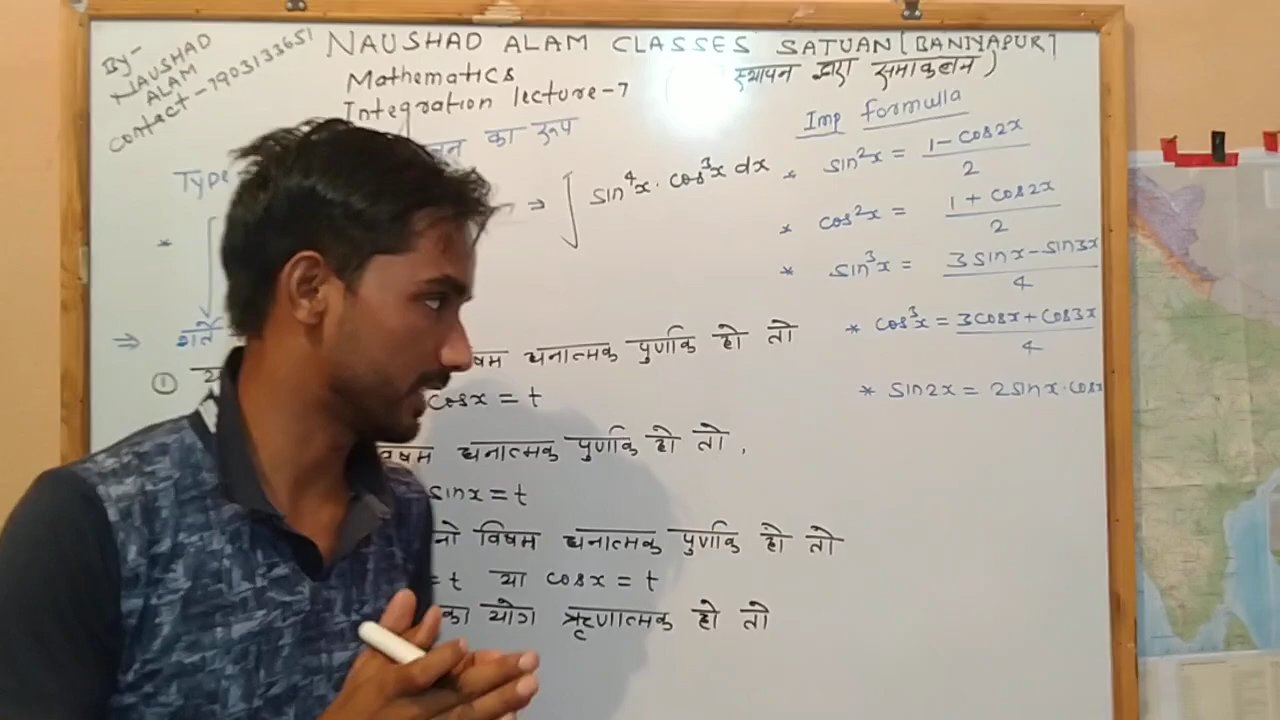 By-
NAUSHAD
ALAM
contact-7903133651
NAUSHAD ALAM CLASSES SATUAN [BANIYAPUR]
Mathematics (स्थापन द्वारा समाकलन)
Integration lecture-7
का रूप
Type
* ⇒ ∫ sin⁴x · cos³x dx
⇒ शर्त
① विषम धनात्मक पुर्णांक हो तो
cosx = t
विषम धनात्मक पुर्णांक हो तो,
sinx = t
विषम धनात्मक पुर्णांक हो तो
= t या cosx = t
का योग ऋणात्मक हो तो
Imp formulla
* sin²x = (1 - cos2x)/2
* cos²x = (1 + cos2x)/2
* sin³x = (3sinx - sin3x)/4
* cos³x = (3cosx + cos3x)/4
* sin2x = 2sinx·cosx